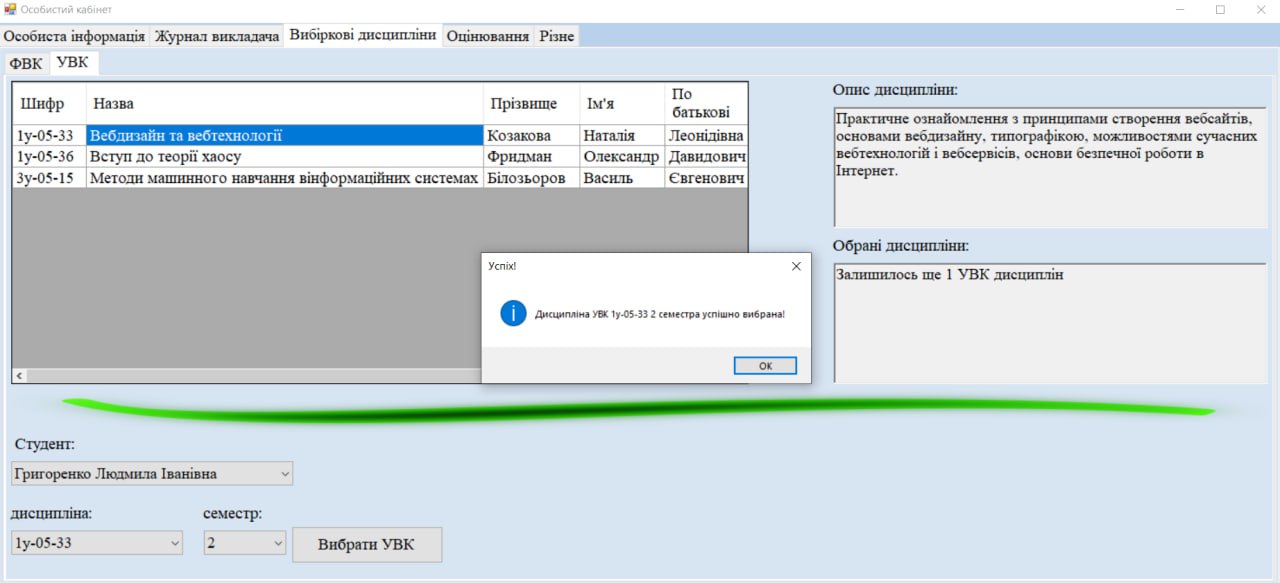 Особистий кабінет
Особиста інформація Журнал викладача Вибіркові дисципліни Оцінювання Різне
ФВК УВК
Шифр Назва Прізвище Ім'я По батькові
1у-05-33 Вебдизайн та вебтехнології Козакова Наталія Леонідівна
1у-05-36 Вступ до теорії хаосу Фридман Олександр Давидович
3у-05-15 Методи машинного навчання вінформаційних системах Білозьоров Василь Євгенович
Опис дисципліни:
Практичне ознайомлення з принципами створення вебсайтів,
основами вебдизайну, типографікою, можливостями сучасних
вебтехнологій і вебсервісів, основи безпечної роботи в
Інтернет.
Обрані дисципліни:
Залишилось ще 1 УВК дисциплін
Успіх!
Дисципліна УВК 1у-05-33 2 семестра успішно вибрана!
ОК
Студент:
Григоренко Людмила Іванівна
дисципліна: семестр:
1у-05-33 2 Вибрати УВК